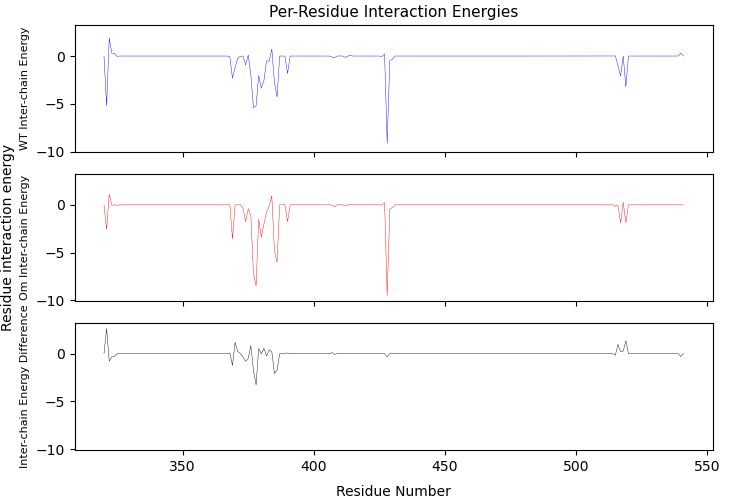 Per-Residue Interaction Energies
Residue interaction energy
WT Inter-chain Energy
0
−5
−10
Om Inter-chain Energy
0
−5
−10
Inter-chain Energy Difference
0
−5
−10
350
400
450
500
550
Residue Number